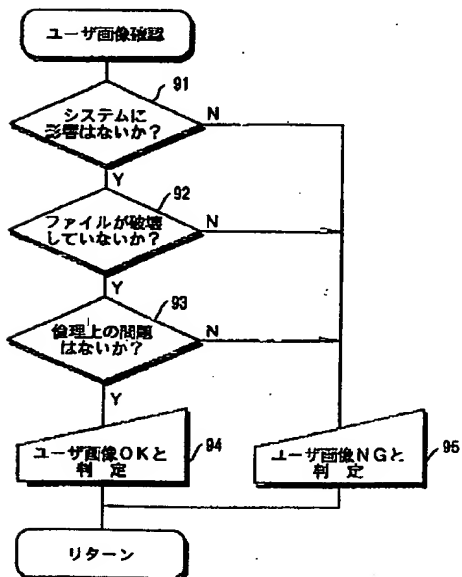 ユーザ画像確認
91
システムに
影響はないか?
N
Y
92
ファイルが破壊
していないか?
N
Y
93
倫理上の問題
はないか?
N
Y
ユーザ画像OKと
判 定
94
ユーザ画像NGと
判 定
95
リターン